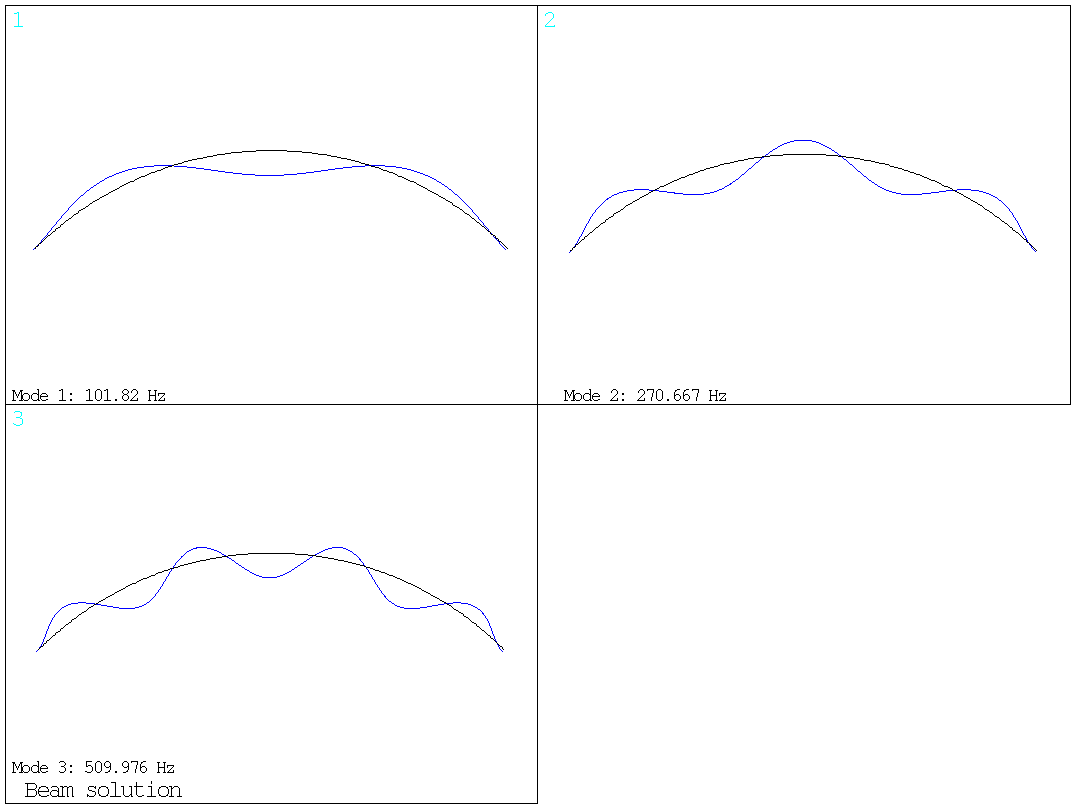 1
2
Mode 1: 101.82 Hz
Mode 2: 270.667 Hz
3
Mode 3: 509.976 Hz
Beam solution